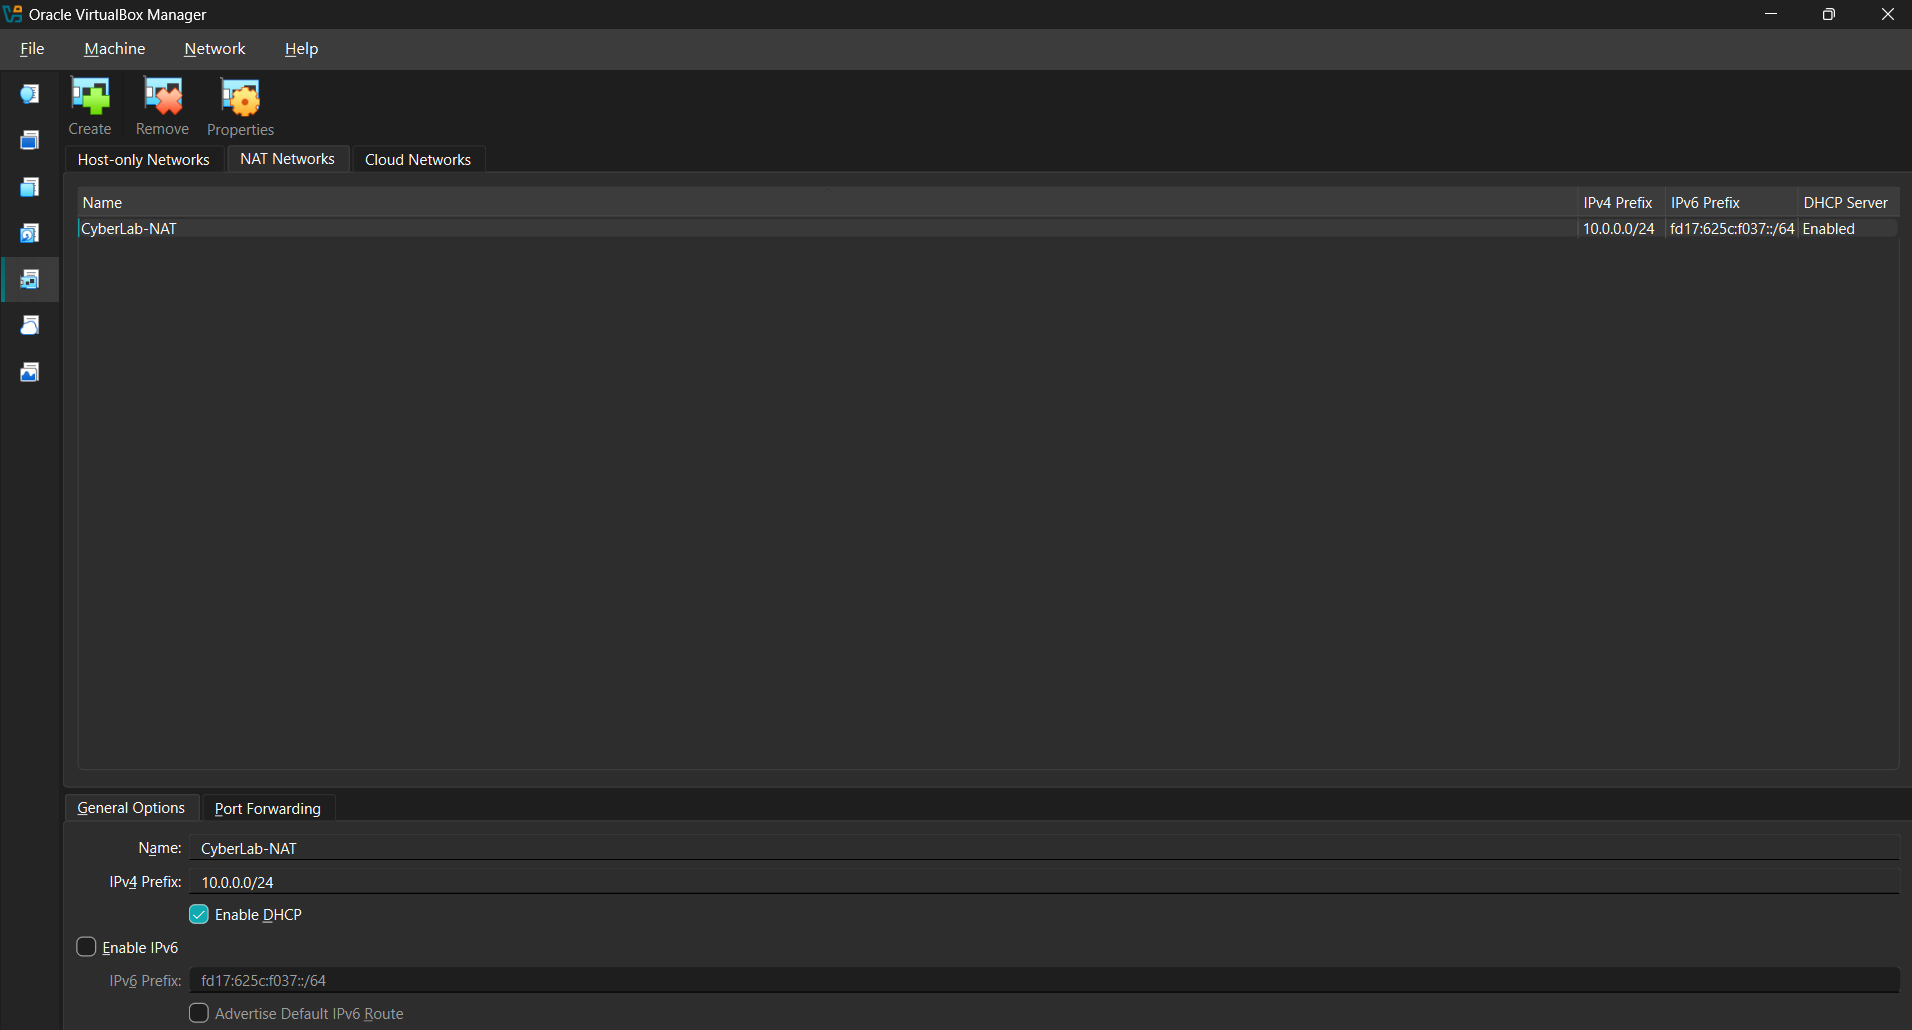 Oracle VirtualBox Manager
File Machine Network Help
Create Remove Properties
Host-only Networks NAT Networks Cloud Networks
Name IPv4 Prefix IPv6 Prefix DHCP Server
CyberLab-NAT 10.0.0.0/24 fd17:625c:f037::/64 Enabled
General Options Port Forwarding
Name: CyberLab-NAT
IPv4 Prefix: 10.0.0.0/24
Enable DHCP
Enable IPv6
IPv6 Prefix: fd17:625c:f037::/64
Advertise Default IPv6 Route